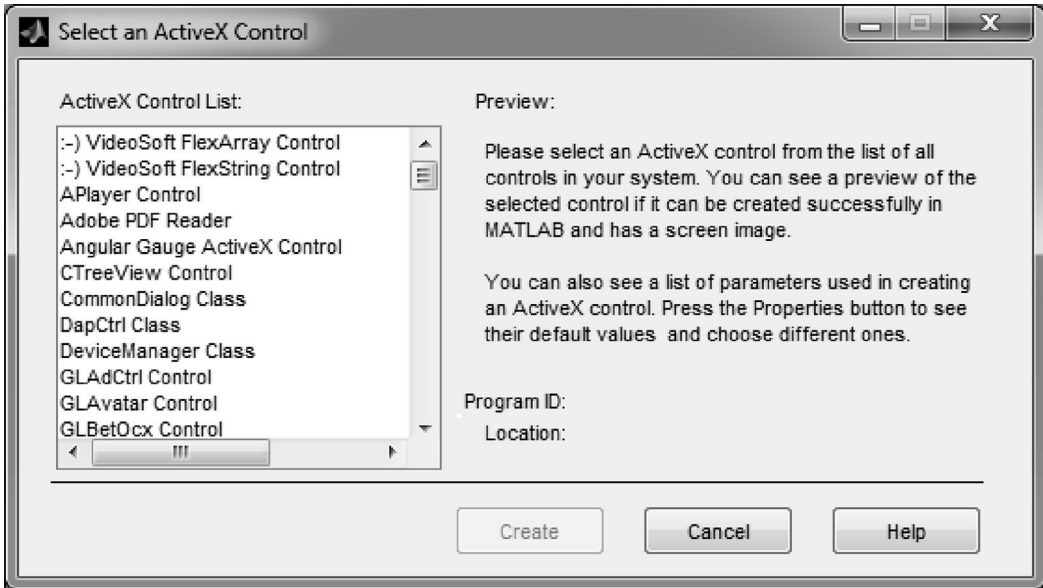 Select an ActiveX Control
ActiveX Control List:
:-) VideoSoft FlexArray Control
:-) VideoSoft FlexString Control
APlayer Control
Adobe PDF Reader
Angular Gauge ActiveX Control
CTreeView Control
CommonDialog Class
DapCtrl Class
DeviceManager Class
GLAdCtrl Control
GLAvatar Control
GLBetOcx Control
Preview:
Please select an ActiveX control from the list of all
controls in your system. You can see a preview of the
selected control if it can be created successfully in
MATLAB and has a screen image.
You can also see a list of parameters used in creating
an ActiveX control. Press the Properties button to see
their default values  and choose different ones.
Program ID:
Location:
Create
Cancel
Help